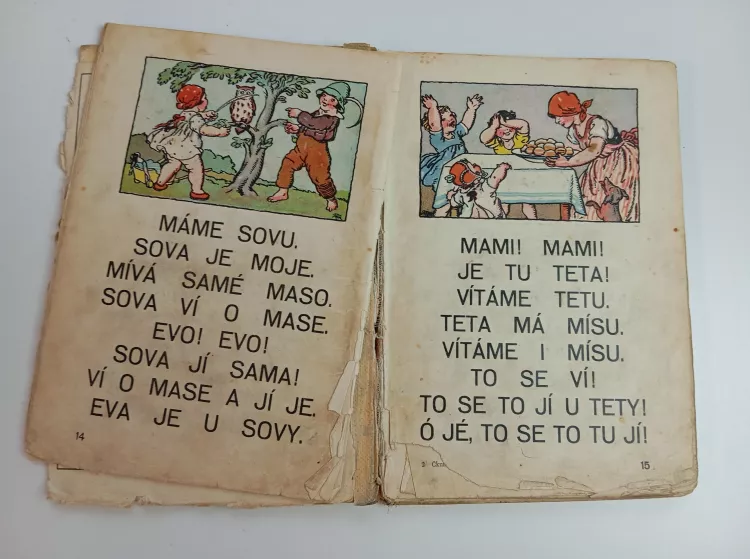 MÁME SOVU.
SOVA JE MOJE.
MÍVÁ SAMÉ MASO.
SOVA VÍ O MASE.
EVO! EVO!
SOVA JÍ SAMA!
VÍ O MASE A JÍ JE.
EVA JE U SOVY.
14
MAMI! MAMI!
JE TU TETA!
VÍTÁME TETU.
TETA MÁ MÍSU.
VÍTÁME I MÍSU.
TO SE VÍ!
TO SE TO JÍ U TETY!
Ó JÉ, TO SE TO TU JÍ!
15